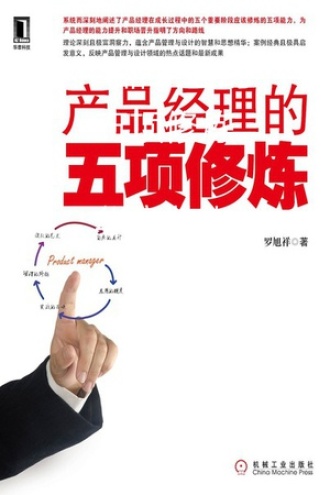 华章科技
系统而深刻地阐述了产品经理在成长过程中的五个重要阶段应该修炼的五项能力，为
产品经理的能力提升和职场晋升指明了方向和路线
理论深刻且极富洞察力，蕴含产品管理与设计的智慧和思想精华；案例经典且极具启
发意义，反映产品管理与设计领域的热点话题和最新成果
产品经理的
五项修炼
罗旭祥 著
Product manager
机械工业出版社
China Machine Press